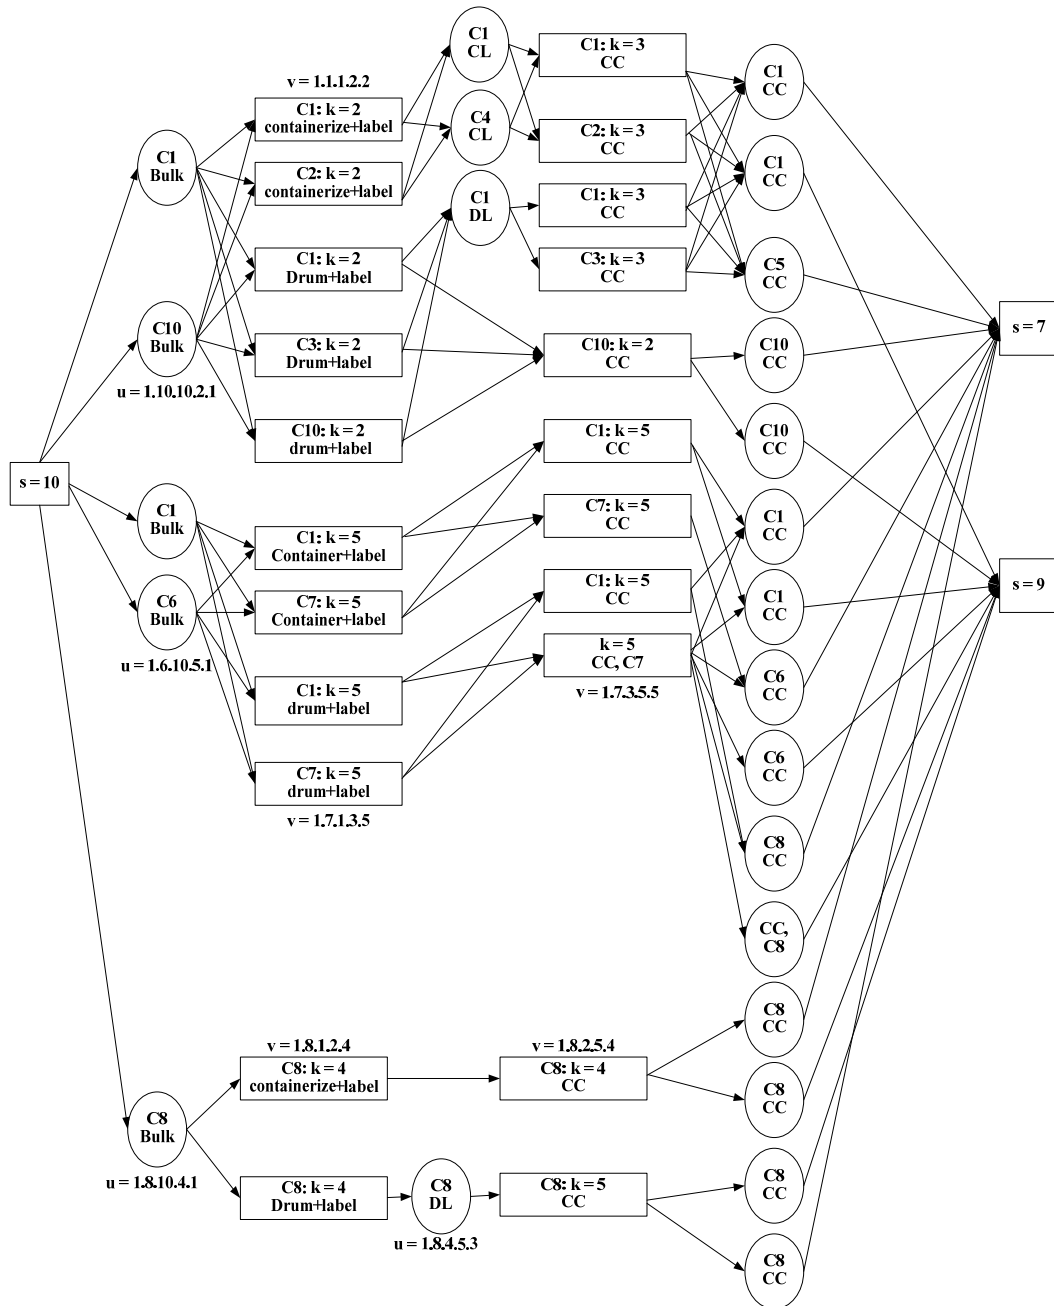 C1
CL
C1: k = 3
CC
C1
CC
v = 1.1.1.2.2
C1: k = 2
containerize+label
C4
CL
C2: k = 3
CC
C1
Bulk
C2: k = 2
containerize+label
C1
CC
C1
DL
C1: k = 3
CC
C1: k = 2
Drum+label
C3: k = 3
CC
C5
CC
s = 7
C10
Bulk
u = 1.10.10.2.1
C3: k = 2
Drum+label
C10: k = 2
CC
C10
CC
C10: k = 2
drum+label
C1: k = 5
CC
C10
CC
s = 10
C1
Bulk
C1: k = 5
Container+label
C7: k = 5
CC
C1
CC
C6
Bulk
u = 1.6.10.5.1
C7: k = 5
Container+label
C1: k = 5
CC
C1
CC
s = 9
C1: k = 5
drum+label
k = 5
CC, C7
v = 1.7.3.5.5
C6
CC
C7: k = 5
drum+label
v = 1.7.1.3.5
C6
CC
C8
CC
CC,
C8
C8
CC
v = 1.8.1.2.4
C8: k = 4
containerize+label
v = 1.8.2.5.4
C8: k = 4
CC
C8
CC
C8
Bulk
u = 1.8.10.4.1
C8: k = 4
Drum+label
C8
DL
u = 1.8.4.5.3
C8: k = 5
CC
C8
CC
C8
CC